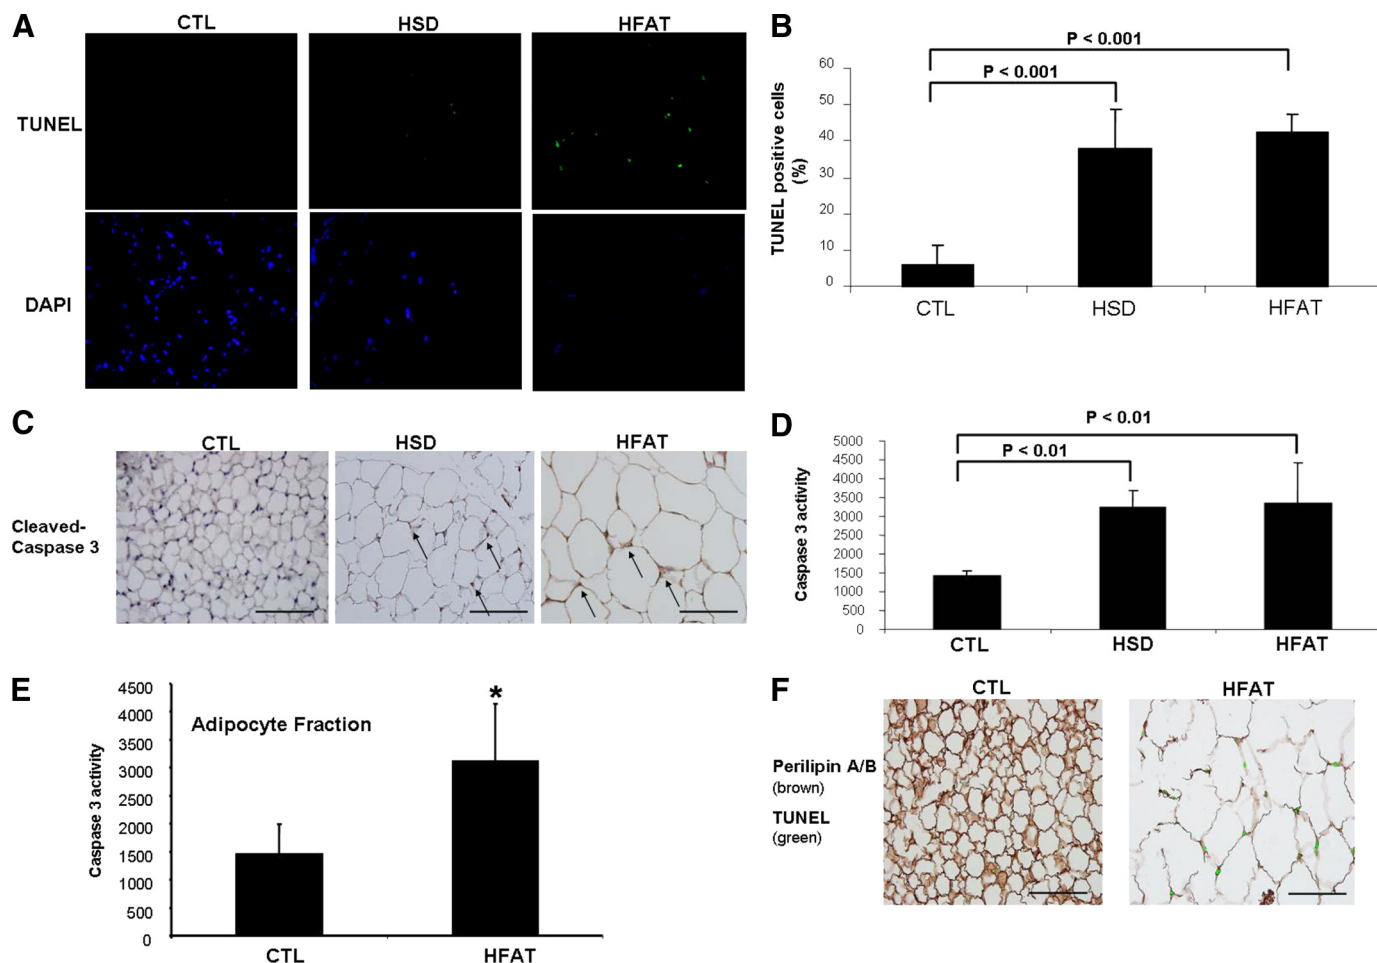 A
CTL HSD HFAT
TUNEL
DAPI
B
P < 0.001
P < 0.001
TUNEL positive cells
(%)
60
50
40
30
20
10
0
CTL HSD HFAT
C
CTL HSD HFAT
Cleaved-
Caspase 3
D
P < 0.01
P < 0.01
Caspase 3 activity
5000
4500
4000
3500
3000
2500
2000
1500
1000
500
0
CTL HSD HFAT
E
Adipocyte Fraction
*
Caspase 3 activity
4500
4000
3500
3000
2000
1500
1000
500
0
CTL HFAT
F
CTL HFAT
Perilipin A/B
(brown)
TUNEL
(green)